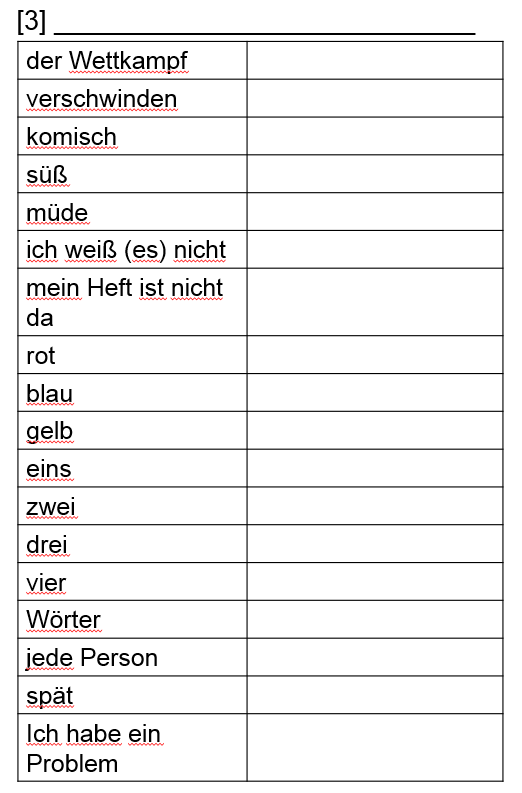 [3] ________________________________
der Wettkampf
verschwinden
komisch
süß
müde
ich weiß (es) nicht
mein Heft ist nicht
da
rot
blau
gelb
eins
zwei
drei
vier
Wörter
jede Person
spät
Ich habe ein
Problem